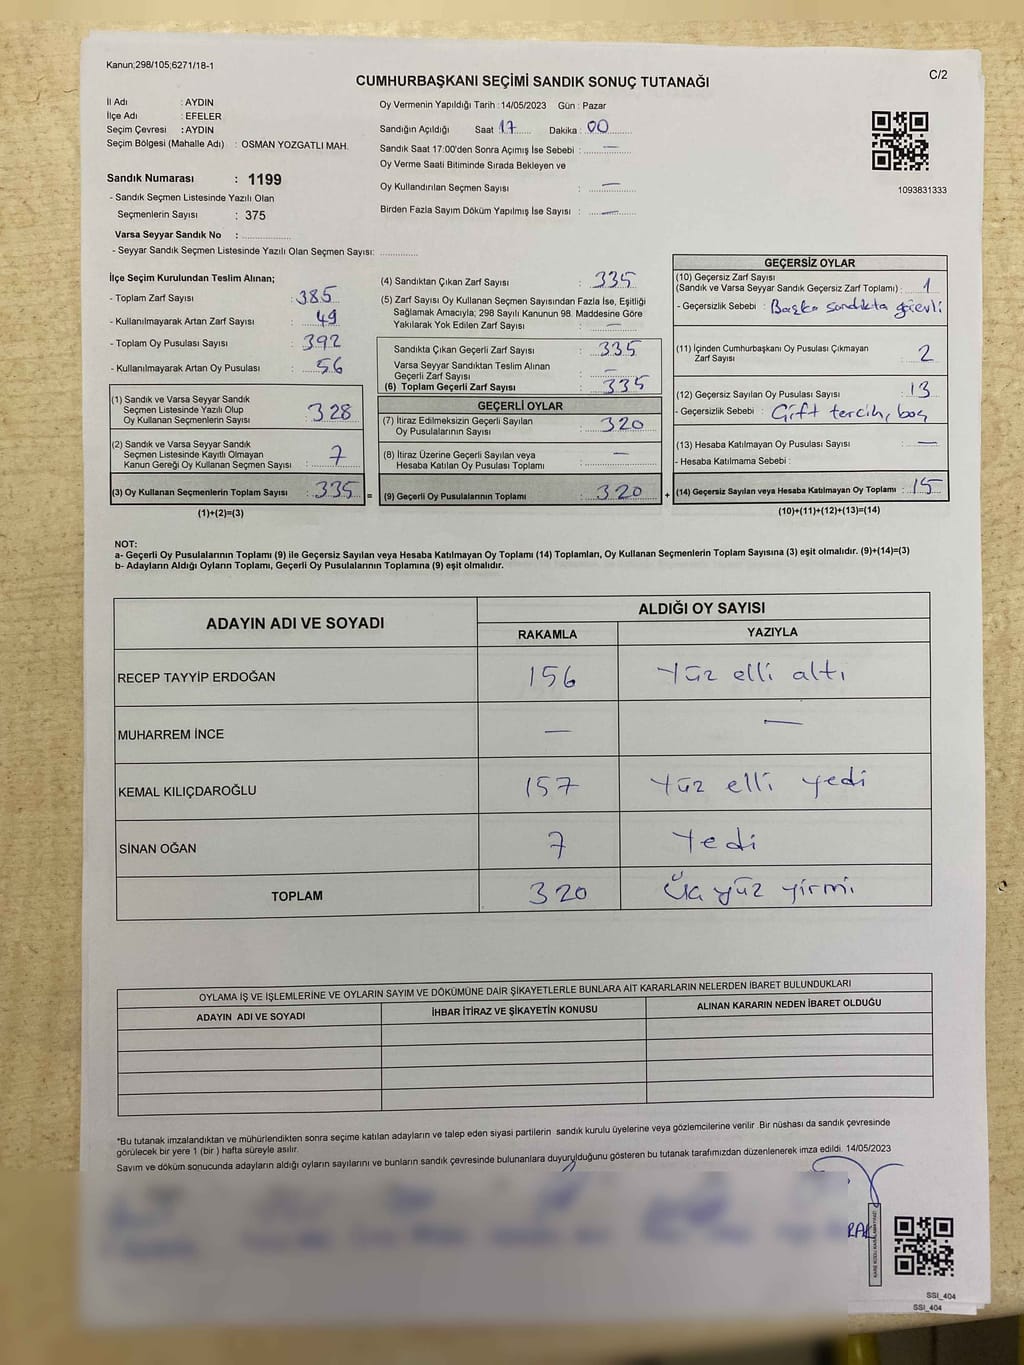 Kanun;298/105;6271/18-1
C/2
CUMHURBAŞKANI SEÇİMİ SANDIK SONUÇ TUTANAĞI
İl Adı : AYDIN
İlçe Adı : EFELER
Seçim Çevresi : AYDIN
Seçim Bölgesi (Mahalle Adı) : OSMAN YOZGATLI MAH.
Sandık Numarası : 1199
- Sandık Seçmen Listesinde Yazılı Olan
Seçmenlerin Sayısı : 375
Varsa Seyyar Sandık No :
- Seyyar Sandık Seçmen Listesinde Yazılı Olan Seçmen Sayısı:
Oy Vermenin Yapıldığı Tarih : 14/05/2023 Gün : Pazar
Sandığın Açıldığı Saat 17 Dakika : 00
Sandık Saat 17:00'den Sonra Açımış İse Sebebi : —
Oy Verme Saati Bitiminde Sırada Bekleyen ve
Oy Kullandırılan Seçmen Sayısı : —
Birden Fazla Sayım Döküm Yapılmış İse Sayısı : —
1093831333
İlçe Seçim Kurulundan Teslim Alınan;
- Toplam Zarf Sayısı : 385
- Kullanılmayarak Artan Zarf Sayısı : 49
- Toplam Oy Pusulası Sayısı : 392
- Kullanılmayarak Artan Oy Pusulası : 56
(1) Sandık ve Varsa Seyyar Sandık
Seçmen Listesinde Yazılı Olup
Oy Kullanan Seçmenlerin Sayısı : 328
(2) Sandık ve Varsa Seyyar Sandık
Seçmen Listesinde Kayıtlı Olmayan
Kanun Gereği Oy Kullanan Seçmen Sayısı : 7
(3) Oy Kullanan Seçmenlerin Toplam Sayısı : 335 =
(1)+(2)=(3)
(4) Sandıktan Çıkan Zarf Sayısı : 335
(5) Zarf Sayısı Oy Kullanan Seçmen Sayısından Fazla İse, Eşitliği
Sağlamak Amacıyla; 298 Sayılı Kanunun 98. Maddesine Göre
Yakılarak Yok Edilen Zarf Sayısı : —
Sandıkta Çıkan Geçerli Zarf Sayısı : 335
Varsa Seyyar Sandıktan Teslim Alınan
Geçerli Zarf Sayısı : —
(6) Toplam Geçerli Zarf Sayısı : 335
GEÇERLİ OYLAR
(7) İtiraz Edilmeksizin Geçerli Sayılan
Oy Pusulalarının Sayısı : 320
(8) İtiraz Üzerine Geçerli Sayılan veya
Hesaba Katılan Oy Pusulası Toplamı : —
(9) Geçerli Oy Pusulalarının Toplamı : 320 +
GEÇERSİZ OYLAR
(10) Geçersiz Zarf Sayısı
(Sandık ve Varsa Seyyar Sandık Geçersiz Zarf Toplamı) : 1
- Geçersizlik Sebebi : Başka sandıkta görevli
(11) İçinden Cumhurbaşkanı Oy Pusulası Çıkmayan
Zarf Sayısı : 2
(12) Geçersiz Sayılan Oy Pusulası Sayısı : 13
- Geçersizlik Sebebi : Çift tercih, boş
(13) Hesaba Katılmayan Oy Pusulası Sayısı : —
- Hesaba Katılmama Sebebi :
(14) Geçersiz Sayılan veya Hesaba Katılmayan Oy Toplamı : 15
(10)+(11)+(12)+(13)=(14)
NOT:
a- Geçerli Oy Pusulalarının Toplamı (9) ile Geçersiz Sayılan veya Hesaba Katılmayan Oy Toplamı (14) Toplamları, Oy Kullanan Seçmenlerin Toplam Sayısına (3) eşit olmalıdır. (9)+(14)=(3)
b- Adayların Aldığı Oyların Toplamı, Geçerli Oy Pusulalarının Toplamına (9) eşit olmalıdır.
ADAYIN ADI VE SOYADI
ALDIĞI OY SAYISI
RAKAMLA YAZIYLA
RECEP TAYYİP ERDOĞAN 156 Yüz elli altı
MUHARREM İNCE — —
KEMAL KILIÇDAROĞLU 157 Yüz elli yedi
SİNAN OĞAN 7 Yedi
TOPLAM 320 Üç yüz yirmi
OYLAMA İŞ VE İŞLEMLERİNE VE OYLARIN SAYIM VE DÖKÜMÜNE DAİR ŞİKAYETLERLE BUNLARA AİT KARARLARIN NELERDEN İBARET BULUNDUKLARI
ADAYIN ADI VE SOYADI İHBAR İTİRAZ VE ŞİKAYETİN KONUSU ALINAN KARARIN NEDEN İBARET OLDUĞU
*Bu tutanak imzalandıktan ve mühürlendikten sonra seçime katılan adayların ve talep eden siyasi partilerin sandık kurulu üyelerine veya gözlemcilerine verilir. Bir nüshası da sandık çevresinde
görülecek bir yere 1 (bir) hafta süreyle asılır.
Sayım ve döküm sonucunda adayların aldığı oyların sayılarını ve bunların sandık çevresinde bulunanlara duyurulduğunu gösteren bu tutanak tarafımızdan düzenlenerek imza edildi. 14/05/2023
SSI_404
SSI_404